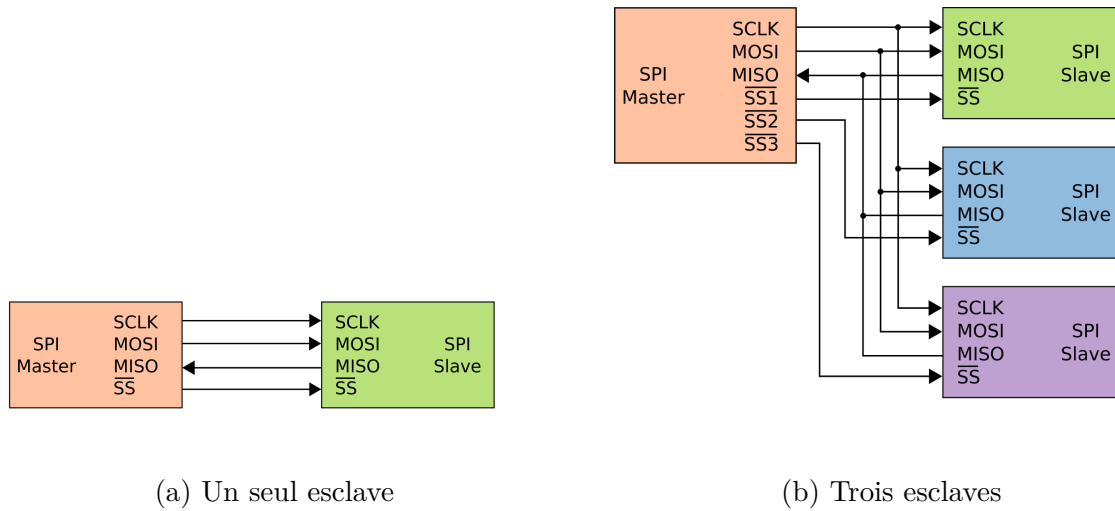 SCLK
MOSI
MISO
SS
SPI
Master
SCLK
MOSI
MISO
SS
SPI
Slave
(a) Un seul esclave
SPI
Master
SCLK
MOSI
MISO
SS1
SS2
SS3
SCLK
MOSI
MISO
SS
SPI
Slave
SCLK
MOSI
MISO
SS
SPI
Slave
SCLK
MOSI
MISO
SS
SPI
Slave
(b) Trois esclaves